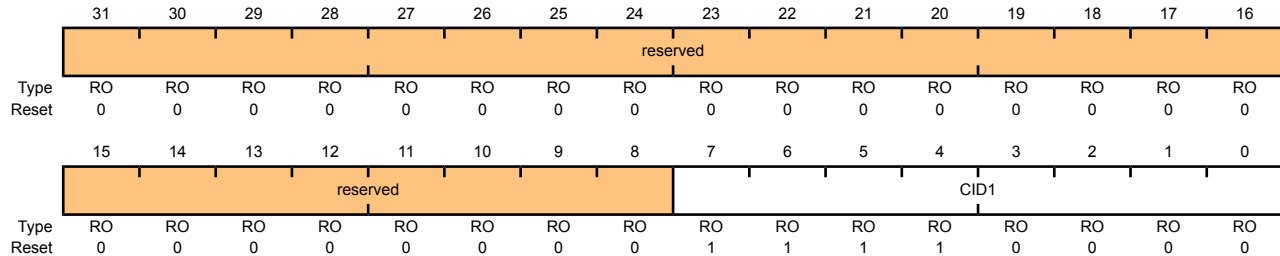 31 30 29 28 27 26 25 24 23 22 21 20 19 18 17 16
reserved
Type RO RO RO RO RO RO RO RO RO RO RO RO RO RO RO RO
Reset 0 0 0 0 0 0 0 0 0 0 0 0 0 0 0 0
15 14 13 12 11 10 9 8 7 6 5 4 3 2 1 0
reserved CID1
Type RO RO RO RO RO RO RO RO RO RO RO RO RO RO RO RO
Reset 0 0 0 0 0 0 0 0 1 1 1 1 0 0 0 0